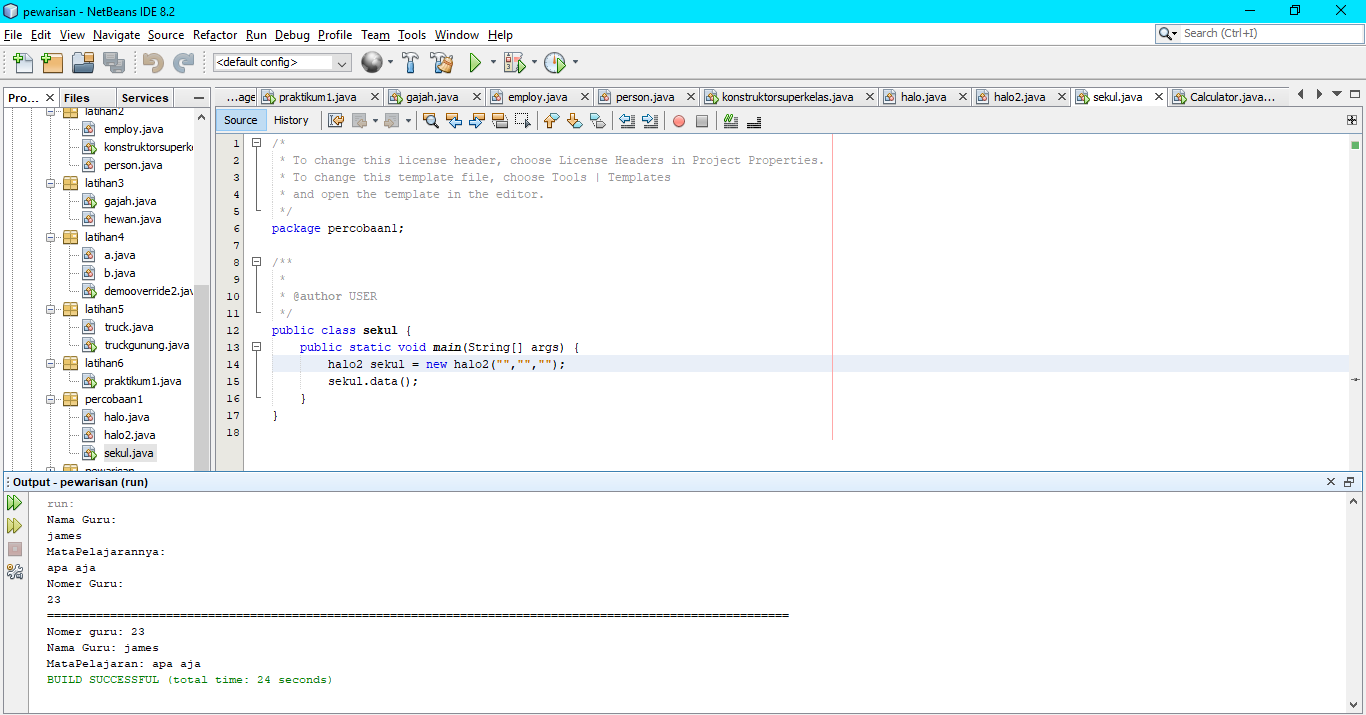 pewarisan - NetBeans IDE 8.2
File Edit View Navigate Source Refactor Run Debug Profile Team Tools Window Help
Search (Ctrl+I)
<default config>
Pro... Files Services
...age praktikum1.java gajah.java employ.java person.java konstruktorsuperkelas.java halo.java halo2.java sekul.java Calculator.java...
Source History
latihan2
employ.java
konstruktorsuperk
person.java
latihan3
gajah.java
hewan.java
latihan4
a.java
b.java
demooverride2.jav
latihan5
truck.java
truckgunung.java
latihan6
praktikum1.java
percobaan1
halo.java
halo2.java
sekul.java
pewarisan
1 /*
2 * To change this license header, choose License Headers in Project Properties.
3 * To change this template file, choose Tools | Templates
4 * and open the template in the editor.
5 */
6 package percobaan1;
7
8 /**
9 *
10 * @author USER
11 */
12 public class sekul {
13 public static void main(String[] args) {
14 halo2 sekul = new halo2("","","");
15 sekul.data();
16 }
17 }
18
Output - pewarisan (run)
run:
Nama Guru:
james
MataPelajarannya:
apa aja
Nomer Guru:
23
==========================================================================================================
Nomer guru: 23
Nama Guru: james
MataPelajaran: apa aja
BUILD SUCCESSFUL (total time: 24 seconds)